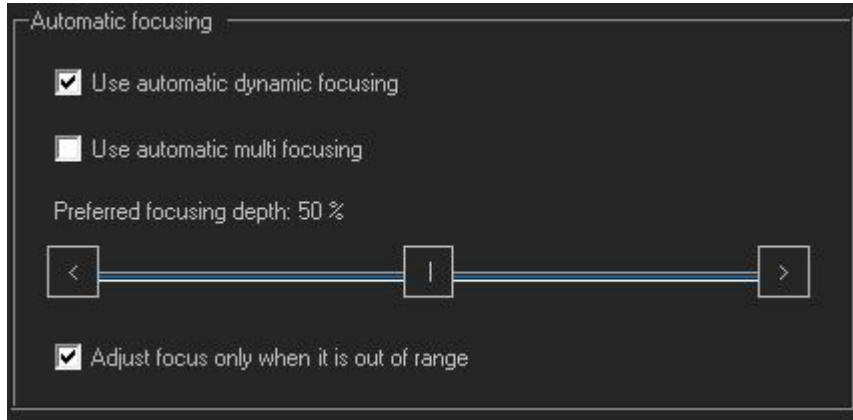 Automatic focusing
Use automatic dynamic focusing
Use automatic multi focusing
Preferred focusing depth: 50 %
< | >
Adjust focus only when it is out of range